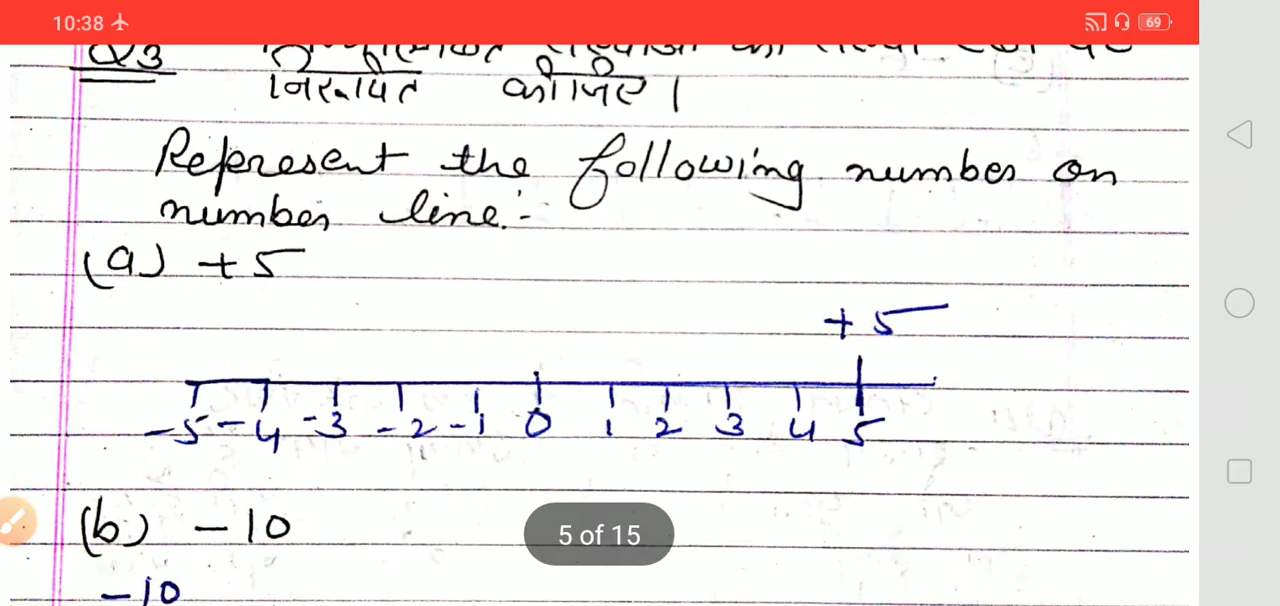 10:38
69
Q3
निरूपित कीजिए।
Represent the following number on
number line:-
(a) +5
+5
-5 -4 -3 -2 -1 0 1 2 3 4 5
(b) -10
5 of 15
-10